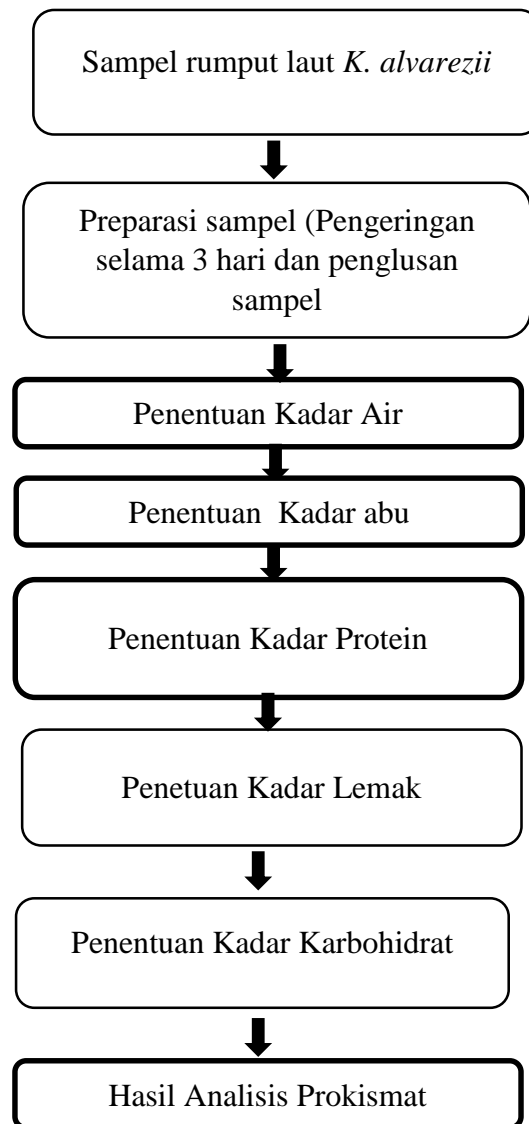 Sampel rumput laut K. alvarezii
Preparasi sampel (Pengeringan
selama 3 hari dan penglusan
sampel
Penentuan Kadar Air
Penentuan Kadar abu
Penentuan Kadar Protein
Penetuan Kadar Lemak
Penentuan Kadar Karbohidrat
Hasil Analisis Prokismat